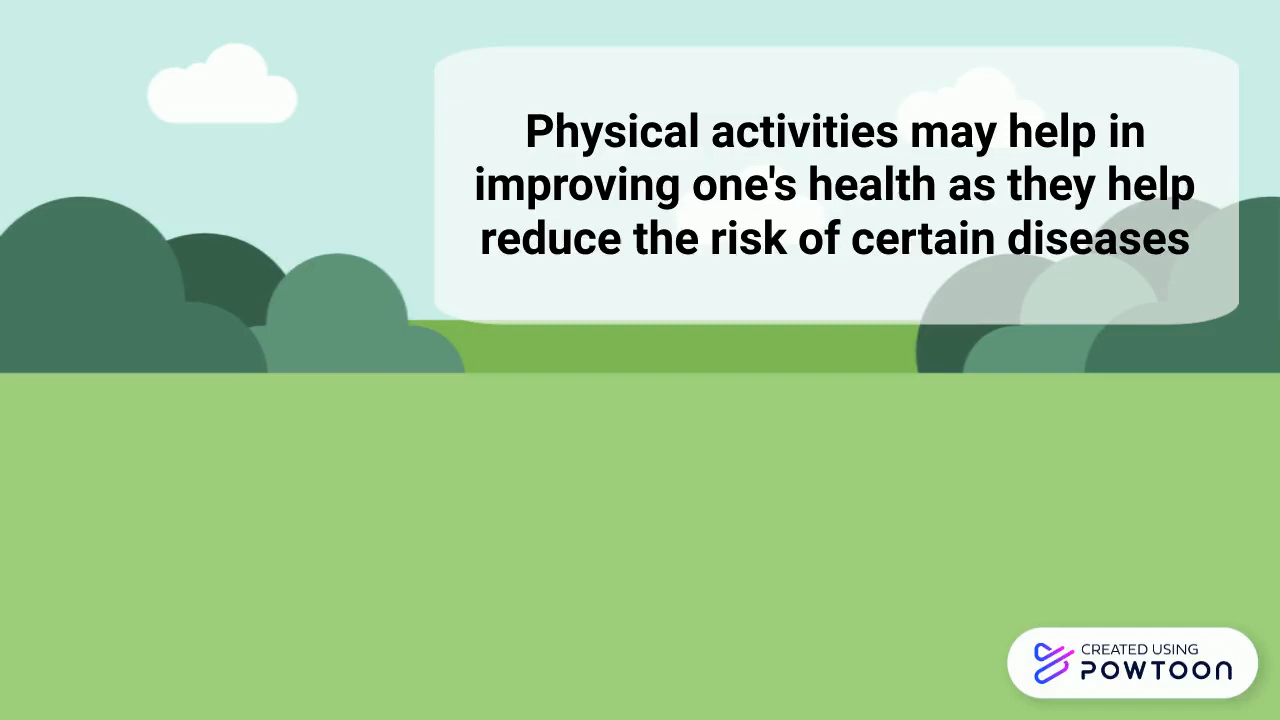 Physical activities may help in
improving one's health as they help
reduce the risk of certain diseases
CREATED USING
POWTOON